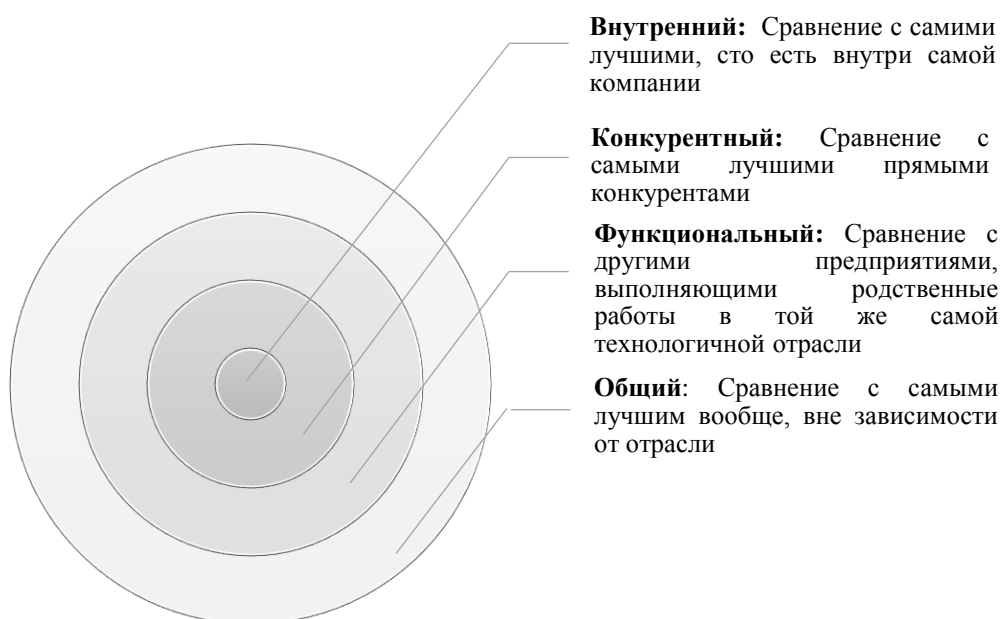 Внутренний: Сравнение с самими
лучшими, сто есть внутри самой
компании
Конкурентный: Сравнение с
самыми лучшими прямыми
конкурентами
Функциональный: Сравнение с
другими предприятиями,
выполняющими родственные
работы в той же самой
технологичной отрасли
Общий: Сравнение с самыми
лучшим вообще, вне зависимости
от отрасли